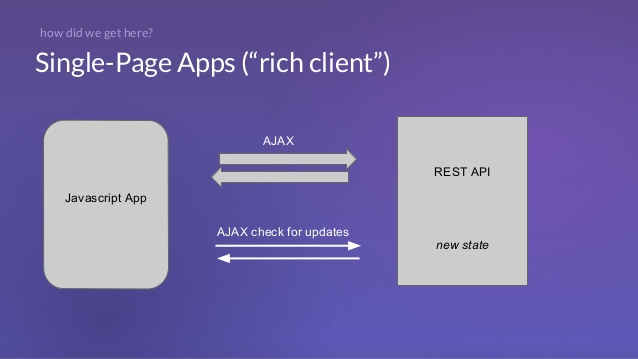 how did we get here?
Single-Page Apps (“rich client”)
AJAX
Javascript App
REST API
AJAX check for updates
new state